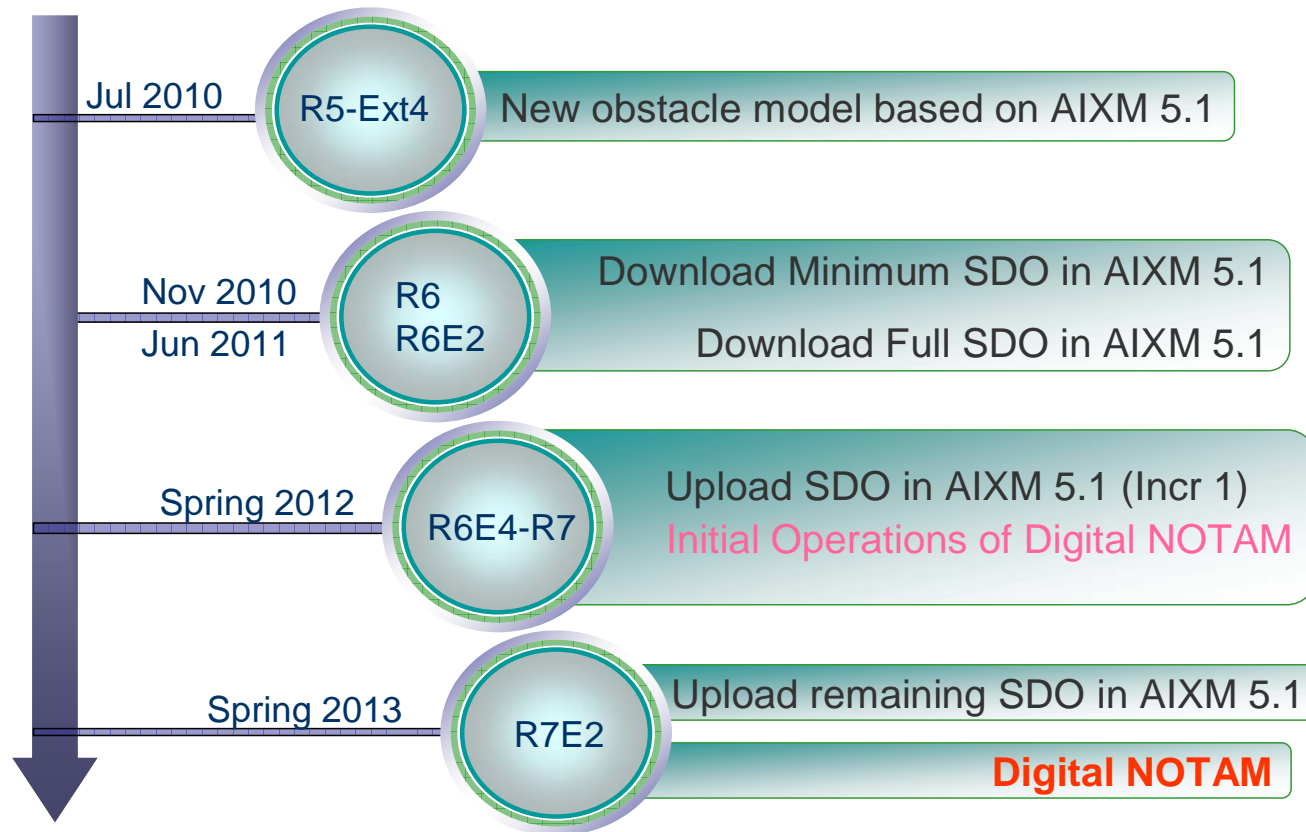 Jul 2010
R5-Ext4
New obstacle model based on AIXM 5.1
Nov 2010
Jun 2011
R6
R6E2
Download Minimum SDO in AIXM 5.1
Download Full SDO in AIXM 5.1
Spring 2012
R6E4-R7
Upload SDO in AIXM 5.1 (Incr 1)
Initial Operations of Digital NOTAM
Spring 2013
R7E2
Upload remaining SDO in AIXM 5.1
Digital NOTAM